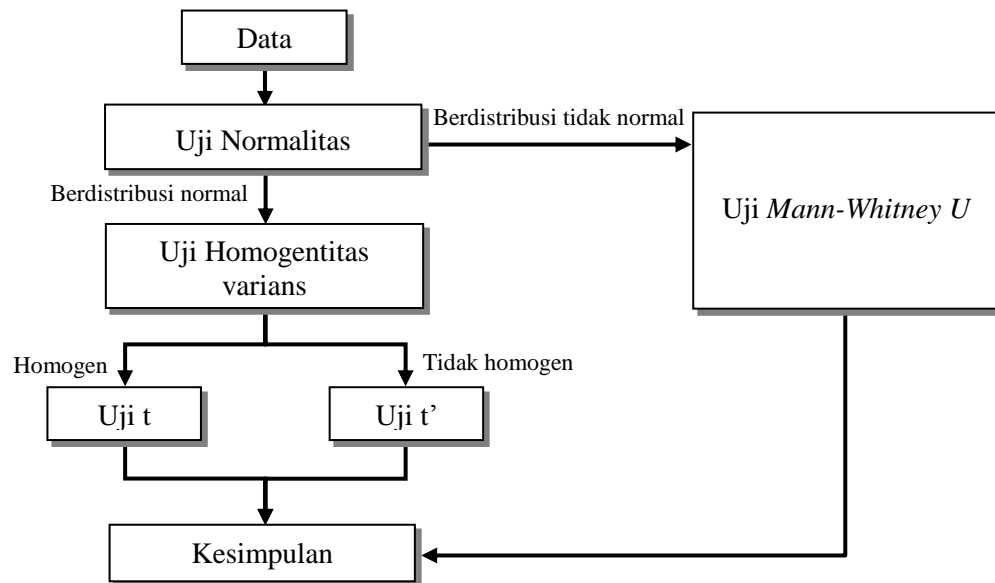 Data
Berdistribusi tidak normal
Uji Normalitas
Berdistribusi normal
Uji Mann-Whitney U
Uji Homogentitas
varians
Homogen
Tidak homogen
Uji t
Uji t’
Kesimpulan